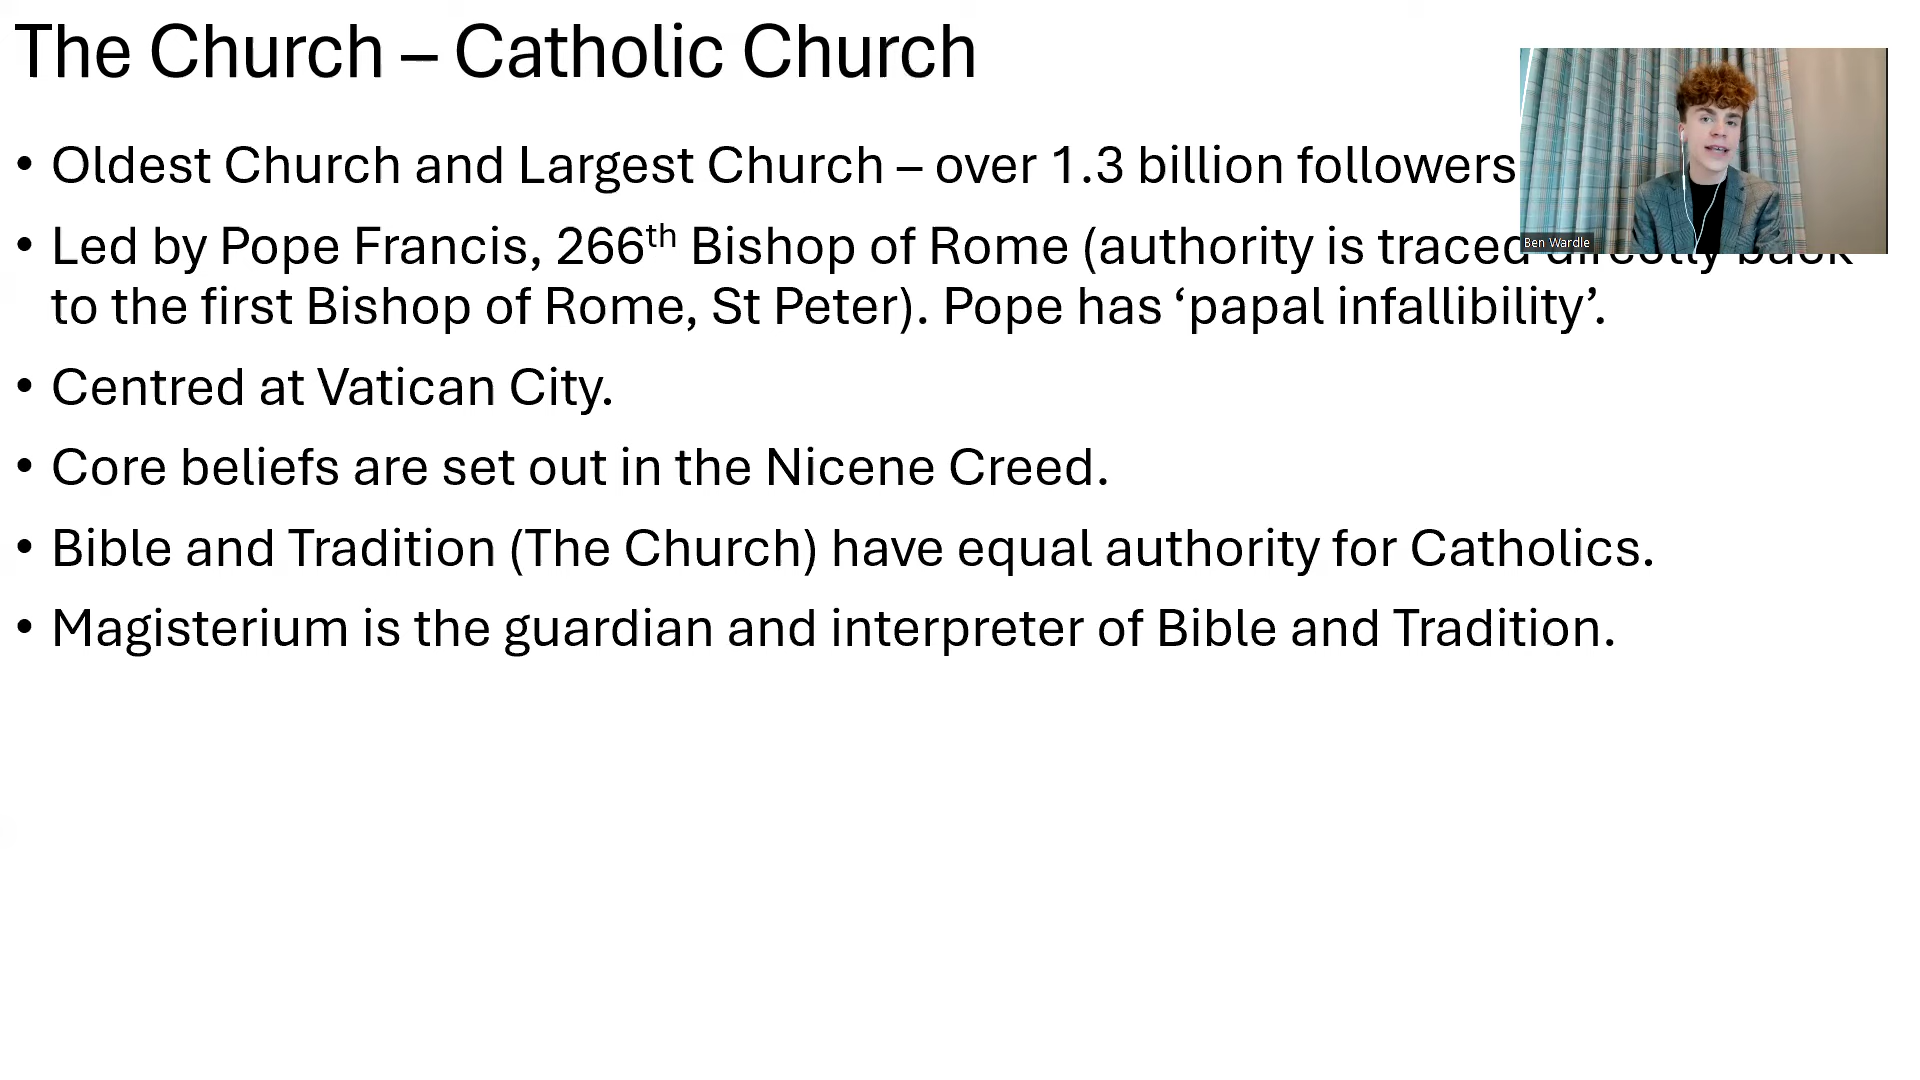 The Church – Catholic Church
• Oldest Church and Largest Church – over 1.3 billion followers
• Led by Pope Francis, 266th Bishop of Rome (authority is traced directly back
to the first Bishop of Rome, St Peter). Pope has ‘papal infallibility’.
• Centred at Vatican City.
• Core beliefs are set out in the Nicene Creed.
• Bible and Tradition (The Church) have equal authority for Catholics.
• Magisterium is the guardian and interpreter of Bible and Tradition.
Ben Wardle